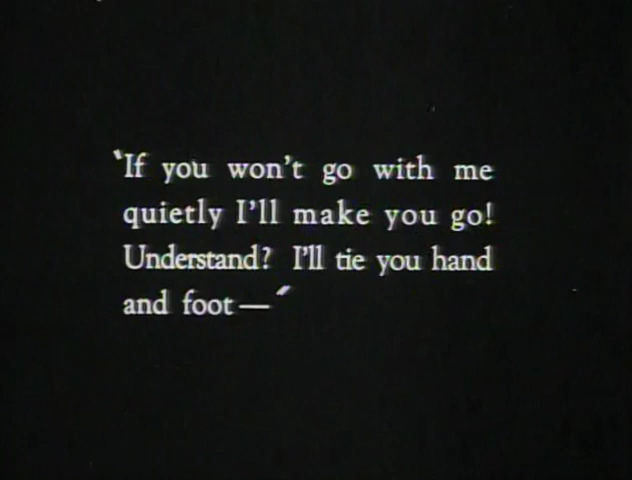 "If you won't go with me
quietly I'll make you go!
Understand? I'll tie you hand
and foot—"